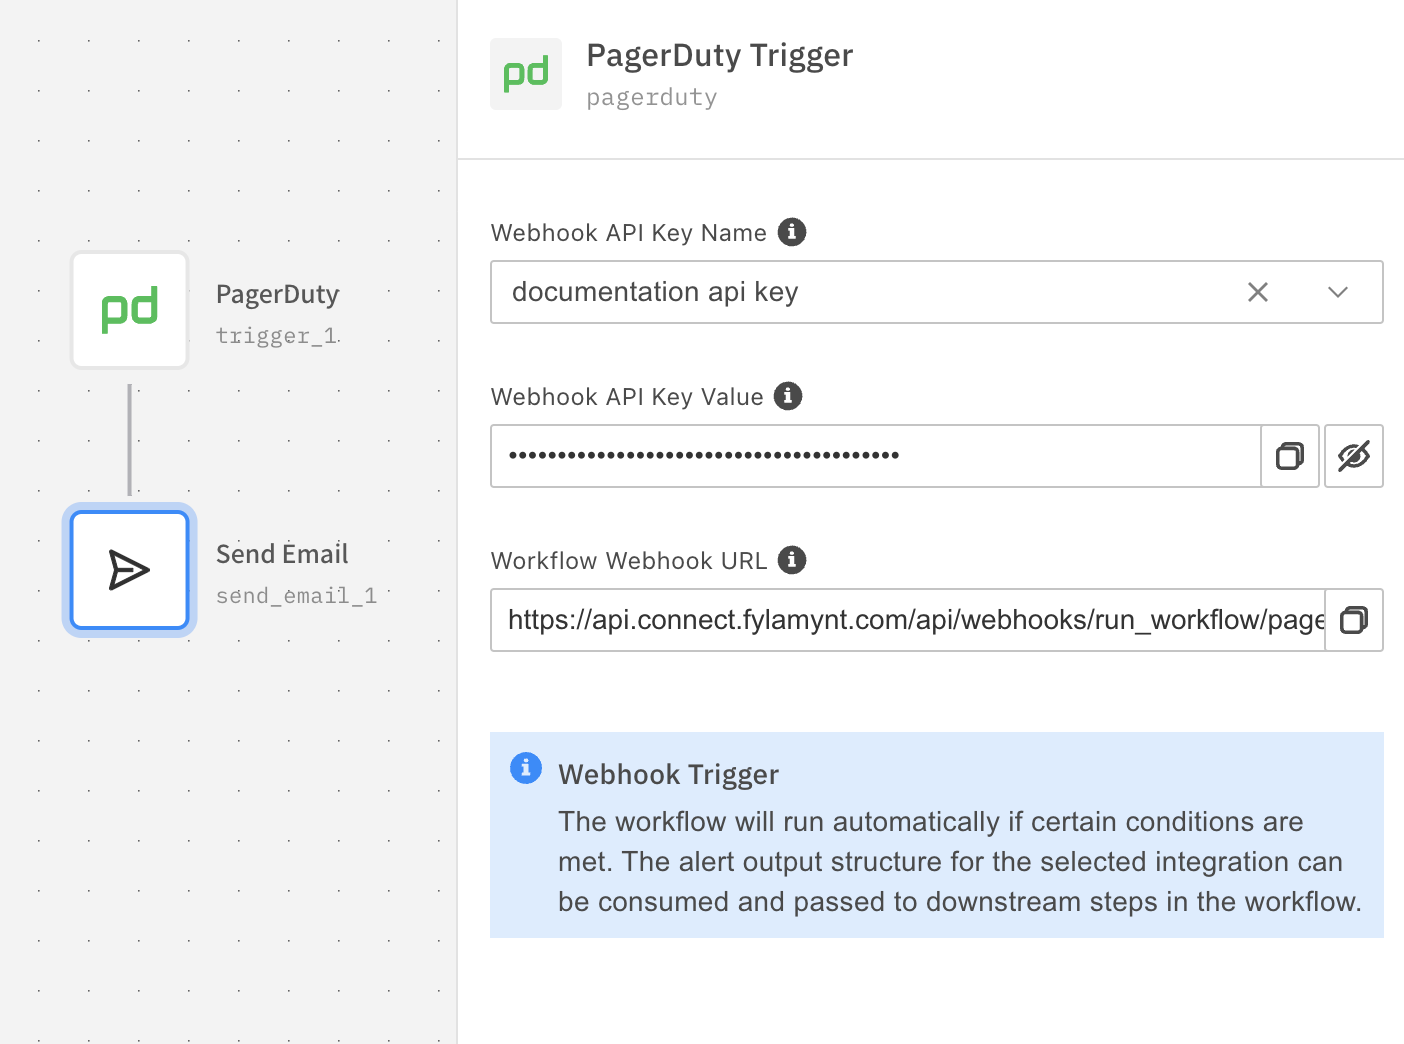 pd
PagerDuty
trigger_1
Send Email
send_email_1
pd
PagerDuty Trigger
pagerduty
Webhook API Key Name
documentation api key
Webhook API Key Value
••••••••••••••••••••••••••••••••••••••••
Workflow Webhook URL
https://api.connect.fylamynt.com/api/webhooks/run_workflow/page
Webhook Trigger
The workflow will run automatically if certain conditions are
met. The alert output structure for the selected integration can
be consumed and passed to downstream steps in the workflow.